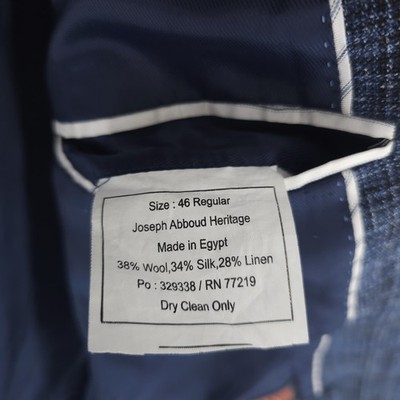 Size : 46 Regular
Joseph Abboud Heritage
Made in Egypt
38% Wool,34% Silk,28% Linen
Po : 329338 / RN 77219
Dry Clean Only